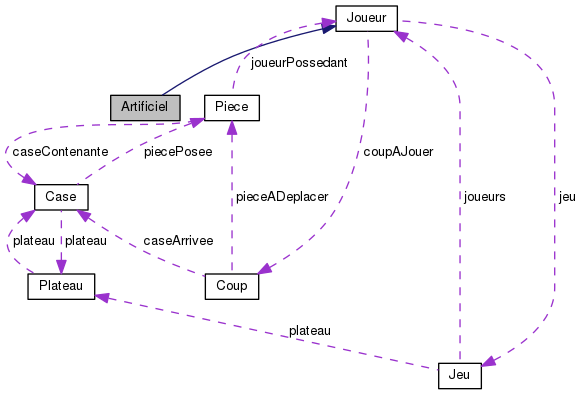 Joueur
joueurPossedant
Artificiel
Piece
caseContenante
piecePosee
coupAJouer
Case
pieceADeplacer
joueurs
jeu
plateau
plateau
caseArrivee
Plateau
Coup
plateau
Jeu